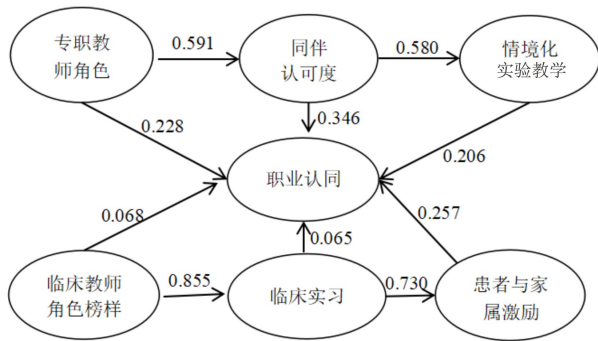 专职教
师角色
0.591
同伴
认可度
0.580
情境化
实验教学
0.228
0.346
0.206
职业认同
0.068
0.065
0.257
临床教师
角色榜样
0.855
临床实习
0.730
患者与家
属激励